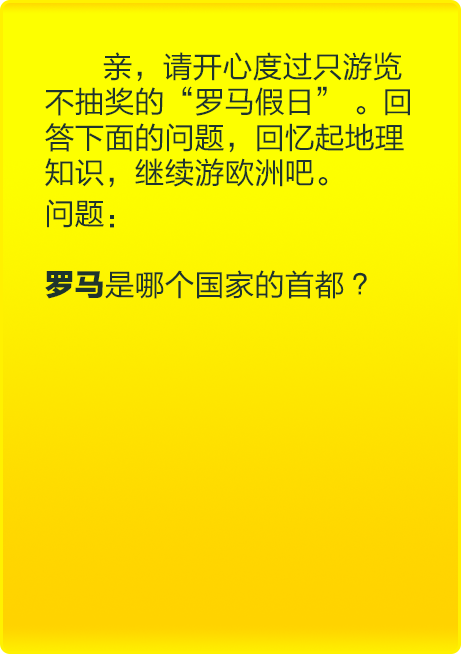 亲，请开心度过只游览
不抽奖的“罗马假日” 。回
答下面的问题，回忆起地理
知识，继续游欧洲吧。
问题：
罗马是哪个国家的首都？